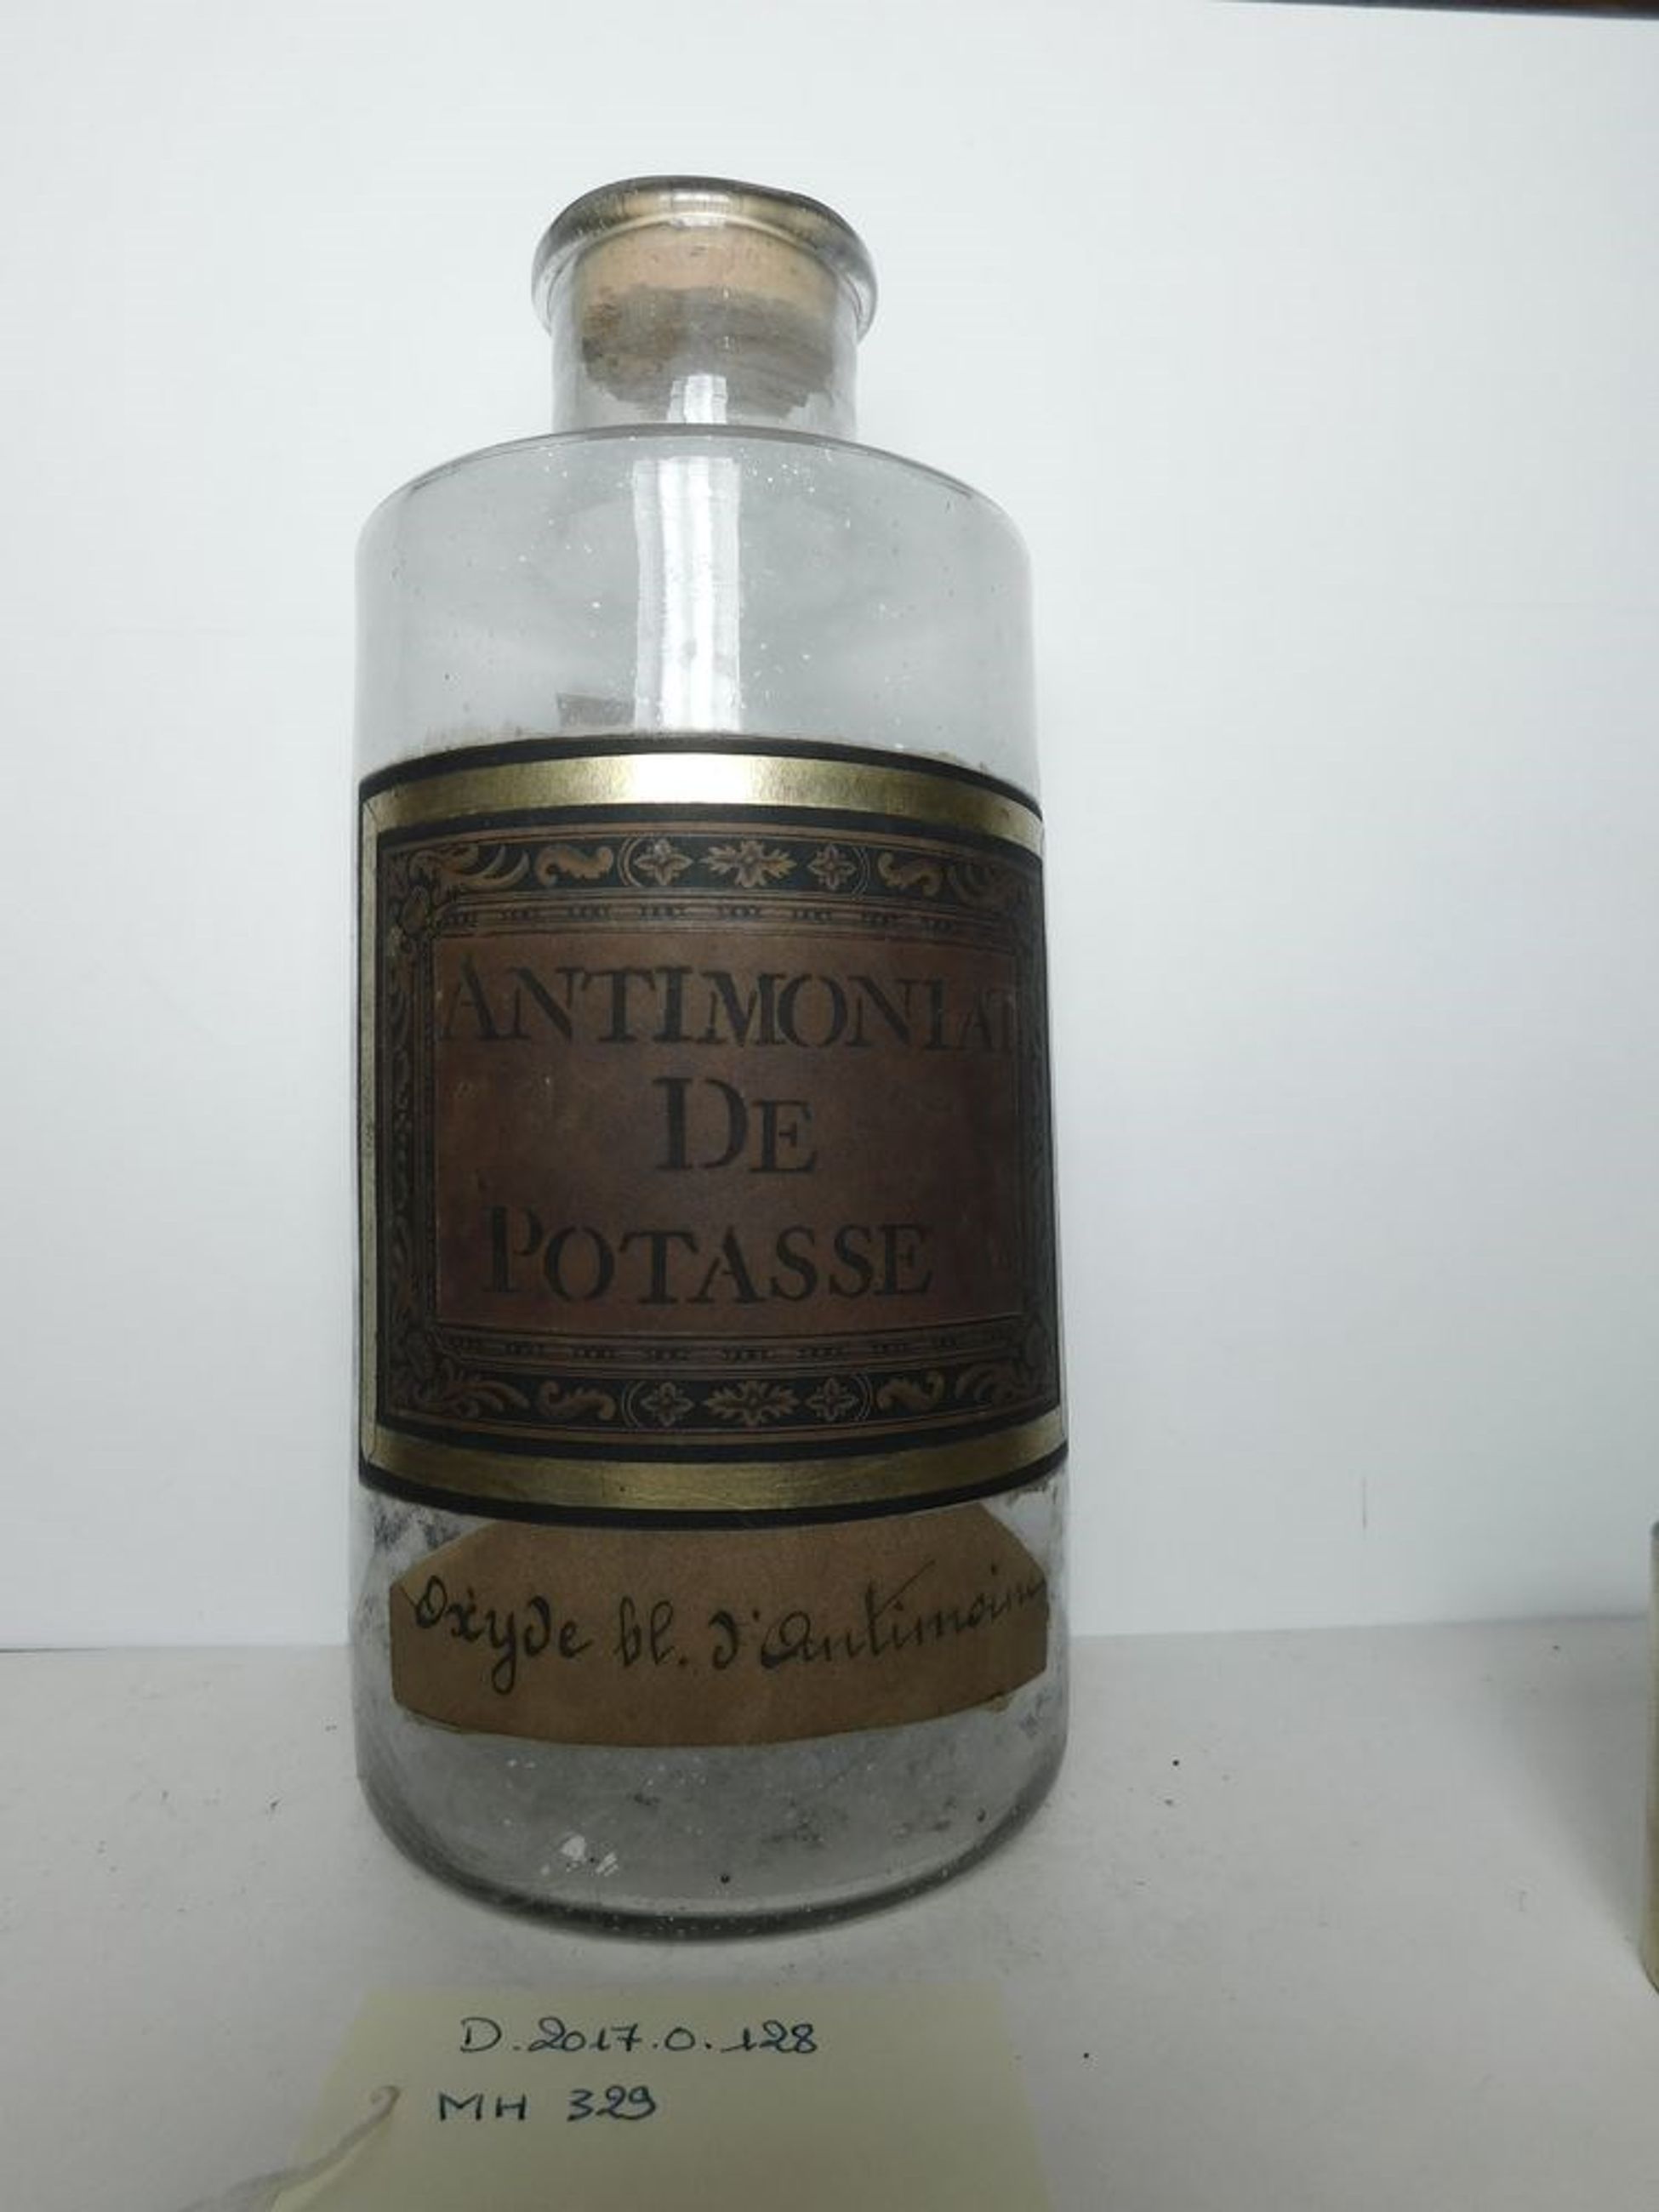 ANTIMONIAT
DE
POTASSE
Oxyde bl. d'Antimoine
D.2017.0.128
MH 329